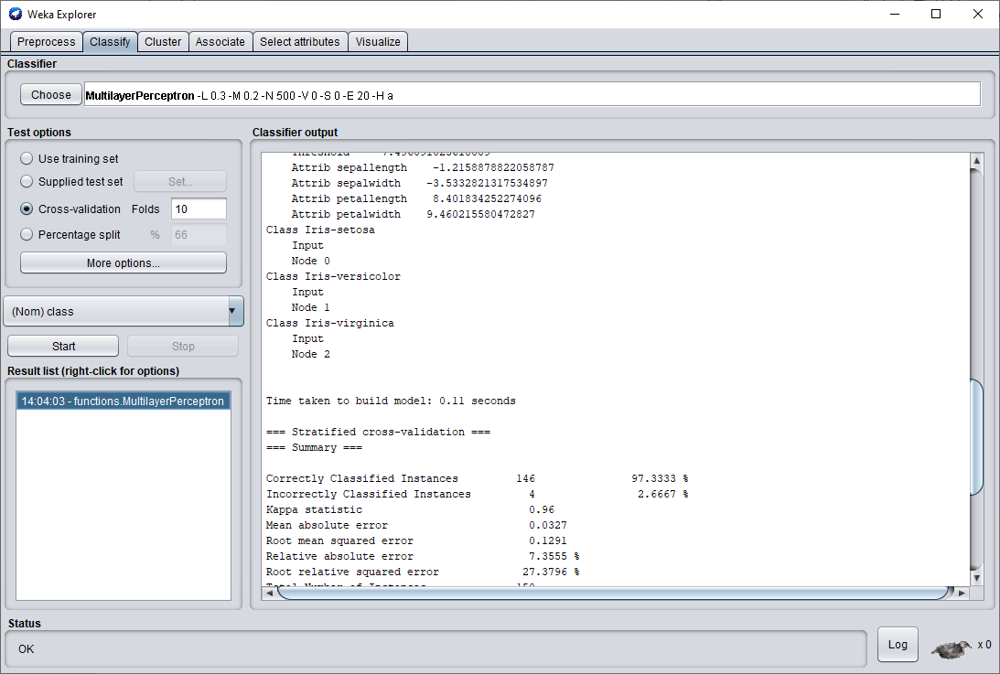 Weka Explorer
Preprocess Classify Cluster Associate Select attributes Visualize
Classifier
Choose MultilayerPerceptron -L 0.3 -M 0.2 -N 500 -V 0 -S 0 -E 20 -H a
Test options
Use training set
Supplied test set Set...
Cross-validation Folds 10
Percentage split % 66
More options...
(Nom) class
Start Stop
Result list (right-click for options)
14:04:03 - functions.MultilayerPerceptron
Classifier output
Attrib sepallength -1.2158878822058787
Attrib sepalwidth -3.5332821317534897
Attrib petallength 8.401834252274096
Attrib petalwidth 9.460215580472827
Class Iris-setosa
Input
Node 0
Class Iris-versicolor
Input
Node 1
Class Iris-virginica
Input
Node 2
Time taken to build model: 0.11 seconds
=== Stratified cross-validation ===
=== Summary ===
Correctly Classified Instances 146 97.3333 %
Incorrectly Classified Instances 4 2.6667 %
Kappa statistic 0.96
Mean absolute error 0.0327
Root mean squared error 0.1291
Relative absolute error 7.3555 %
Root relative squared error 27.3796 %
Total Number of Instances 150
Status
OK
Log x 0